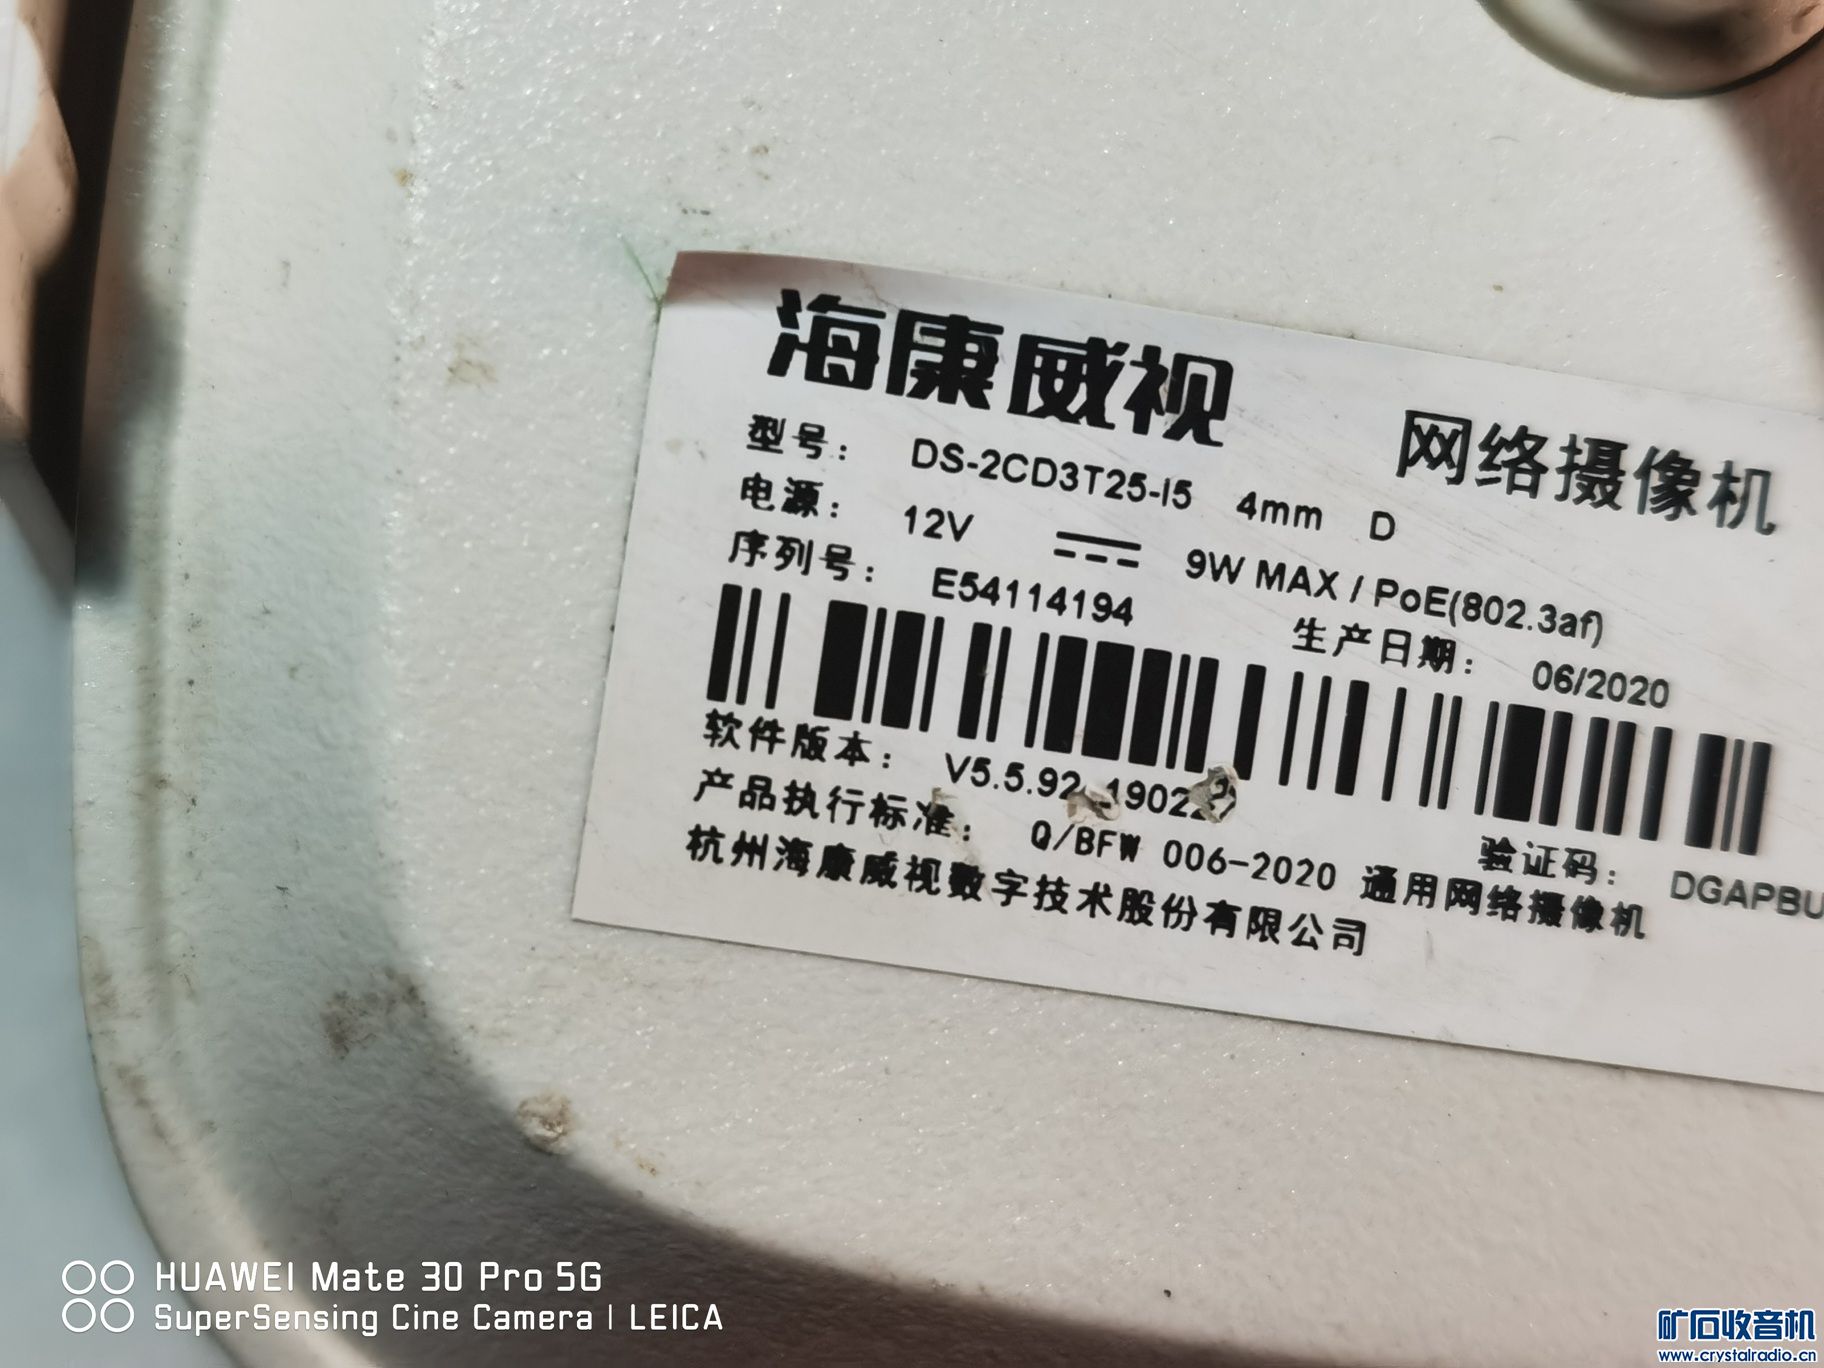 海康威视
网络摄像机
型号： DS-2CD3T25-I5 4mm D
电源： 12V 9W MAX / PoE(802.3af)
序列号： E54114194
生产日期： 06/2020
软件版本： V5.5.92
验证码： DGAPBU
产品执行标准： Q/BFW 006-2020 通用网络摄像机
杭州海康威视数字技术股份有限公司
HUAWEI Mate 30 Pro 5G
SuperSensing Cine Camera | LEICA
矿石收音机
www.crystalradio.cn